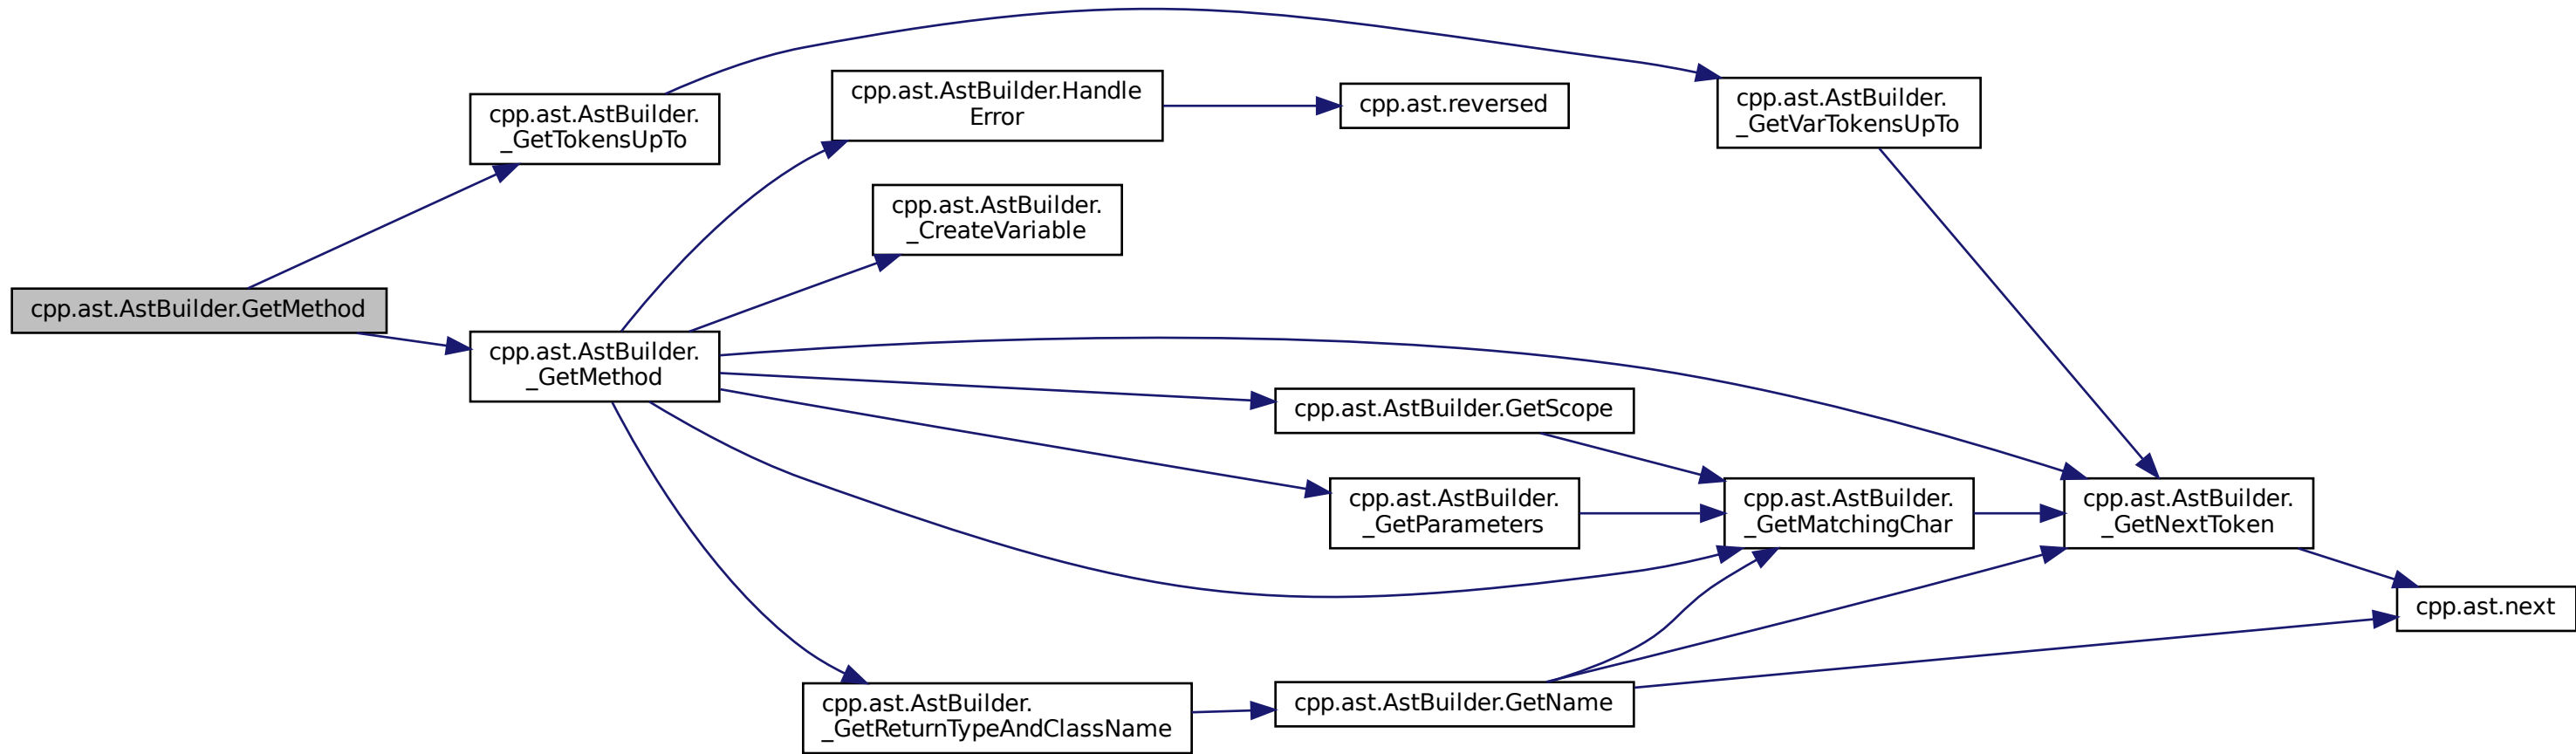 cpp.ast.AstBuilder.GetMethod
cpp.ast.AstBuilder.
_GetTokensUpTo
cpp.ast.AstBuilder.
_GetMethod
cpp.ast.AstBuilder.Handle
Error
cpp.ast.AstBuilder.
_CreateVariable
cpp.ast.AstBuilder.
_GetReturnTypeAndClassName
cpp.ast.reversed
cpp.ast.AstBuilder.GetScope
cpp.ast.AstBuilder.
_GetParameters
cpp.ast.AstBuilder.GetName
cpp.ast.AstBuilder.
_GetVarTokensUpTo
cpp.ast.AstBuilder.
_GetMatchingChar
cpp.ast.AstBuilder.
_GetNextToken
cpp.ast.next